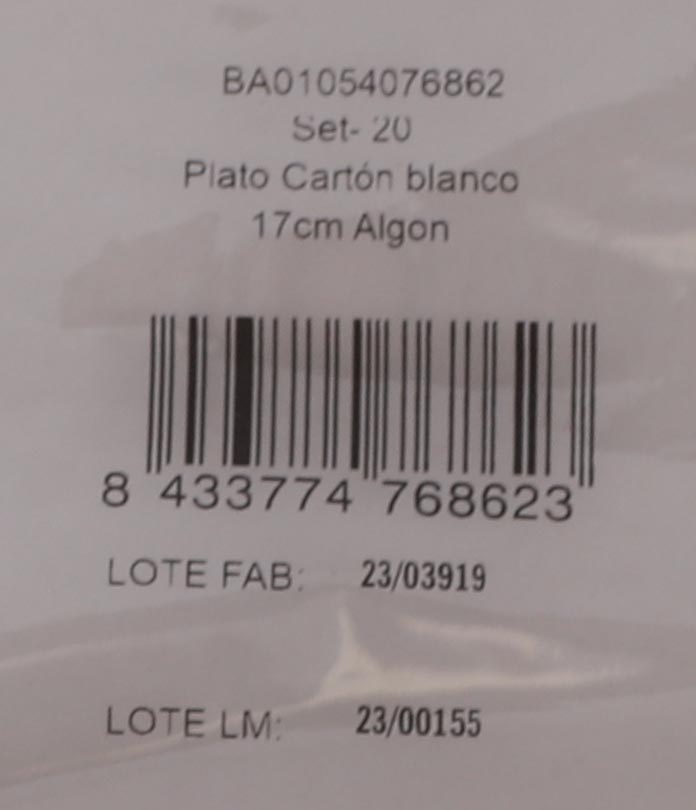 BA01054076862
Set- 20
Plato Cartón blanco
17cm Algon
8 433774 768623
LOTE FAB: 23/03919
LOTE LM: 23/00155